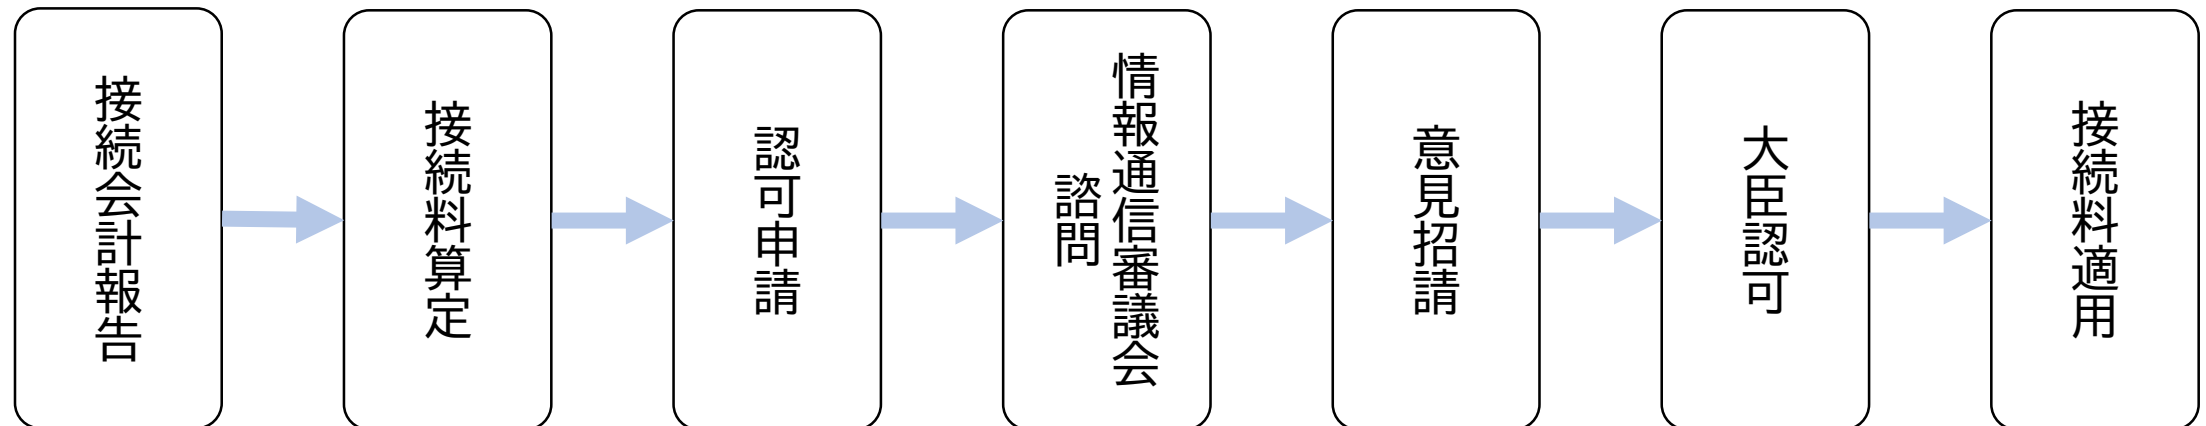 接続会計報告
接続料算定
認可申請
情報通信審議会
諮問
意見招請
大臣認可
接続料適用